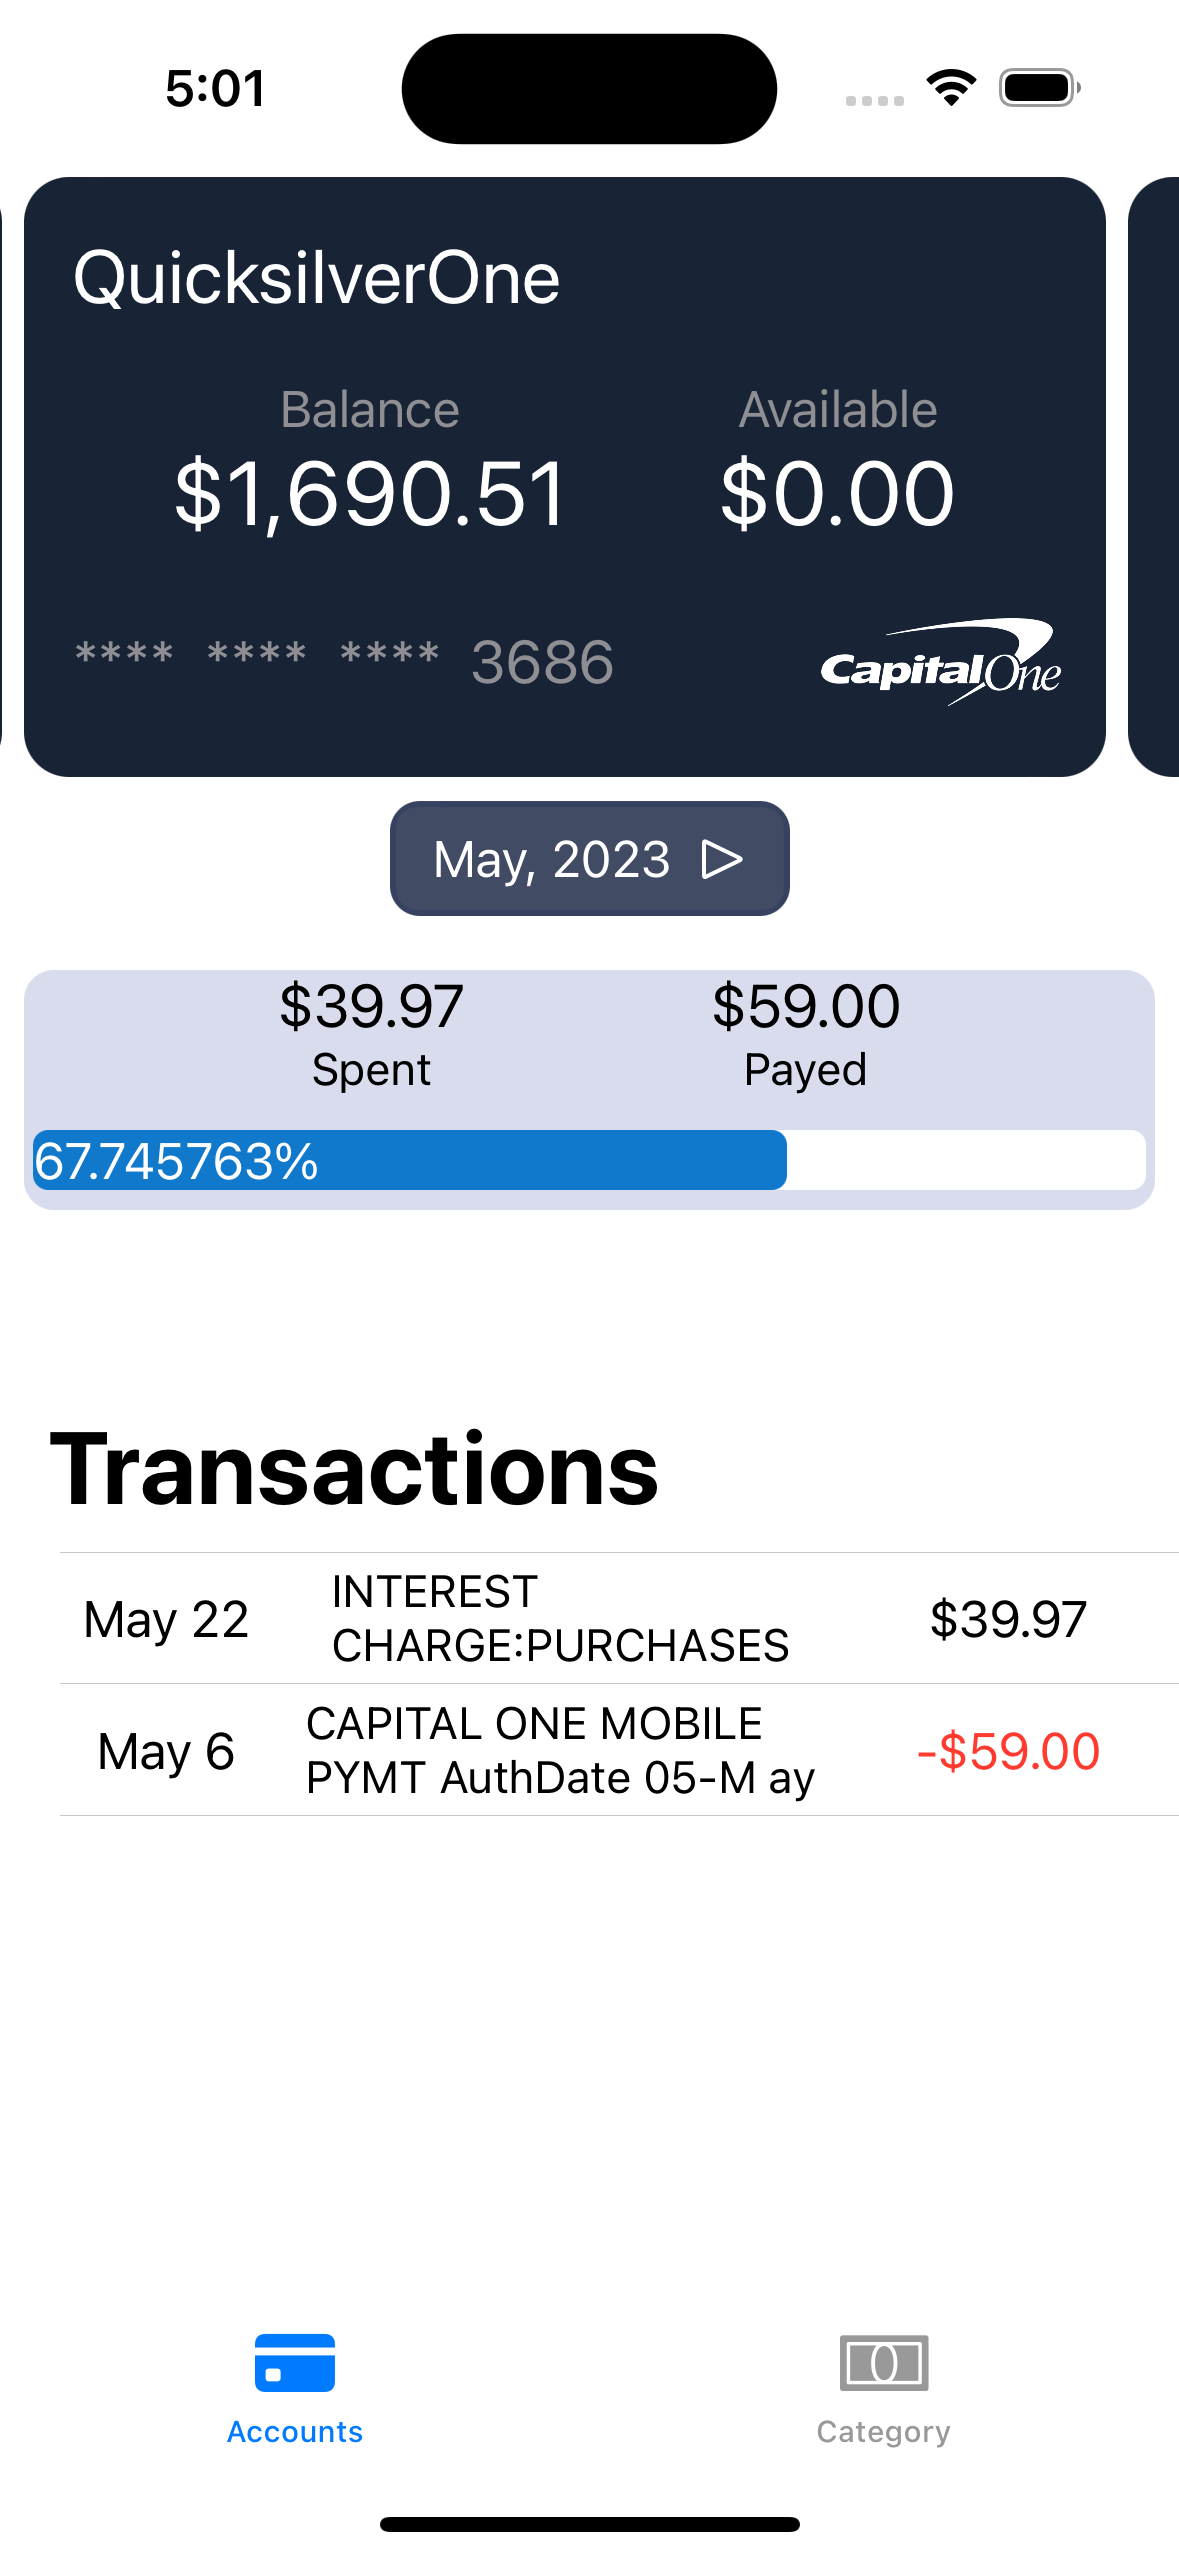 5:01
QuicksilverOne
Balance Available
$1,690.51 $0.00
**** **** **** 3686
CapitalOne
May, 2023
$39.97 $59.00
Spent Payed
67.745763%
Transactions
INTEREST
May 22 CHARGE:PURCHASES $39.97
CAPITAL ONE MOBILE
May 6 PYMT AuthDate 05-M ay -$59.00
Accounts Category